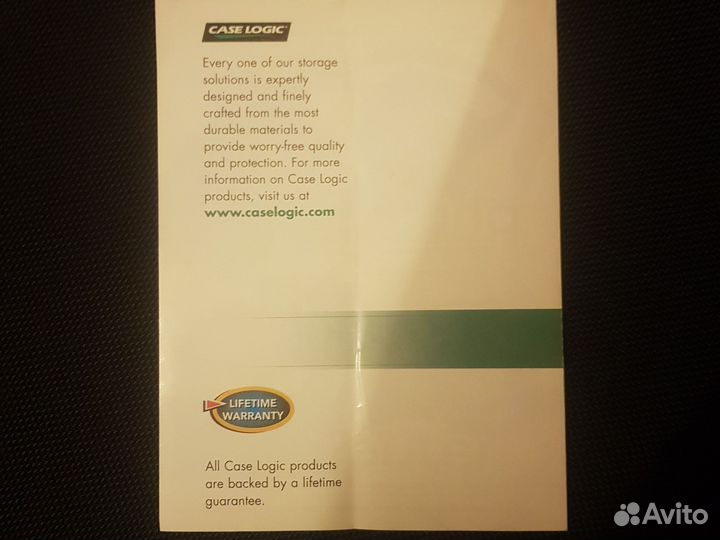 CASE LOGIC
Every one of our storage
solutions is expertly
designed and finely
crafted from the most
durable materials to
provide worry-free quality
and protection. For more
information on Case Logic
products, visit us at
www.caselogic.com
LIFETIME
WARRANTY
All Case Logic products
are backed by a lifetime
guarantee.
Avito